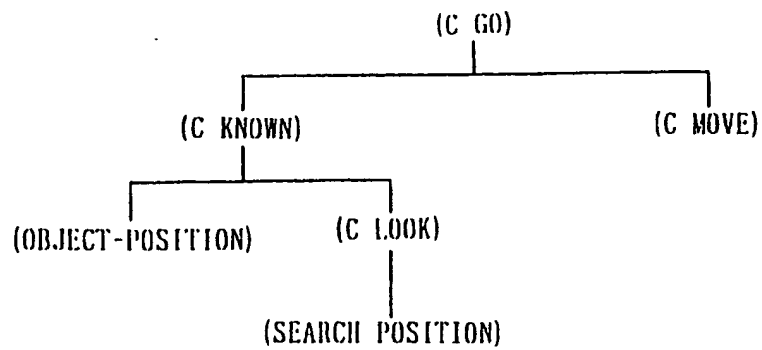 (C GO)
(C KNOWN)
(C MOVE)
(OBJECT-POSITION)
(C LOOK)
(SEARCH POSITION)